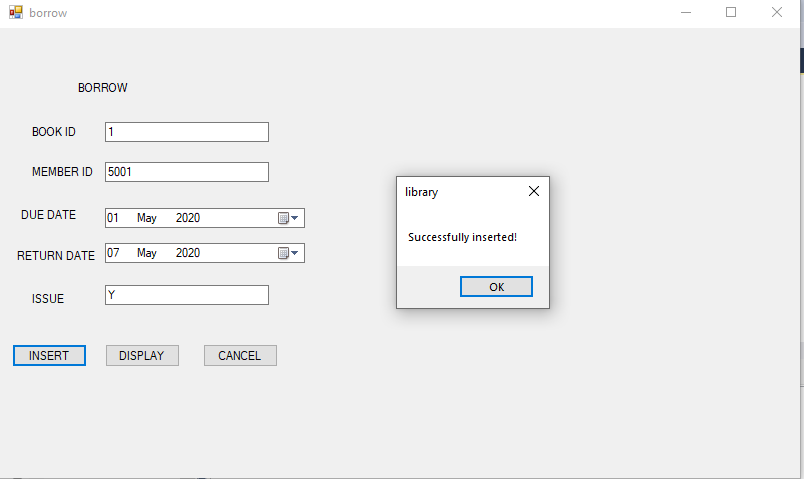 borrow
BORROW
BOOK ID 1
MEMBER ID 5001
DUE DATE 01 May 2020
RETURN DATE 07 May 2020
ISSUE Y
INSERT DISPLAY CANCEL
library
Successfully inserted!
OK